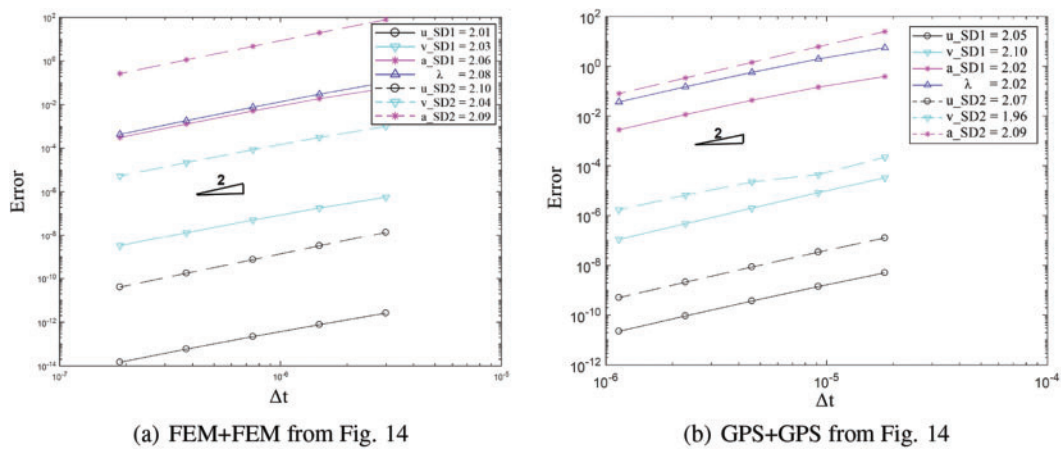 10^2
10^0
10^-2
10^-4
10^-6
10^-8
10^-10
10^-12
10^-14
Error
u_SD1 = 2.01
v_SD1 = 2.03
a_SD1 = 2.06
λ = 2.08
u_SD2 = 2.10
v_SD2 = 2.04
a_SD2 = 2.09
2
10^-7
10^-6
10^-5
Δt
(a) FEM+FEM from Fig. 14
10^2
10^0
10^-2
10^-4
10^-6
10^-8
10^-10
10^-12
Error
u_SD1 = 2.05
v_SD1 = 2.10
a_SD1 = 2.02
λ = 2.02
u_SD2 = 2.07
v_SD2 = 1.96
a_SD2 = 2.09
2
10^-6
10^-5
10^-4
Δt
(b) GPS+GPS from Fig. 14